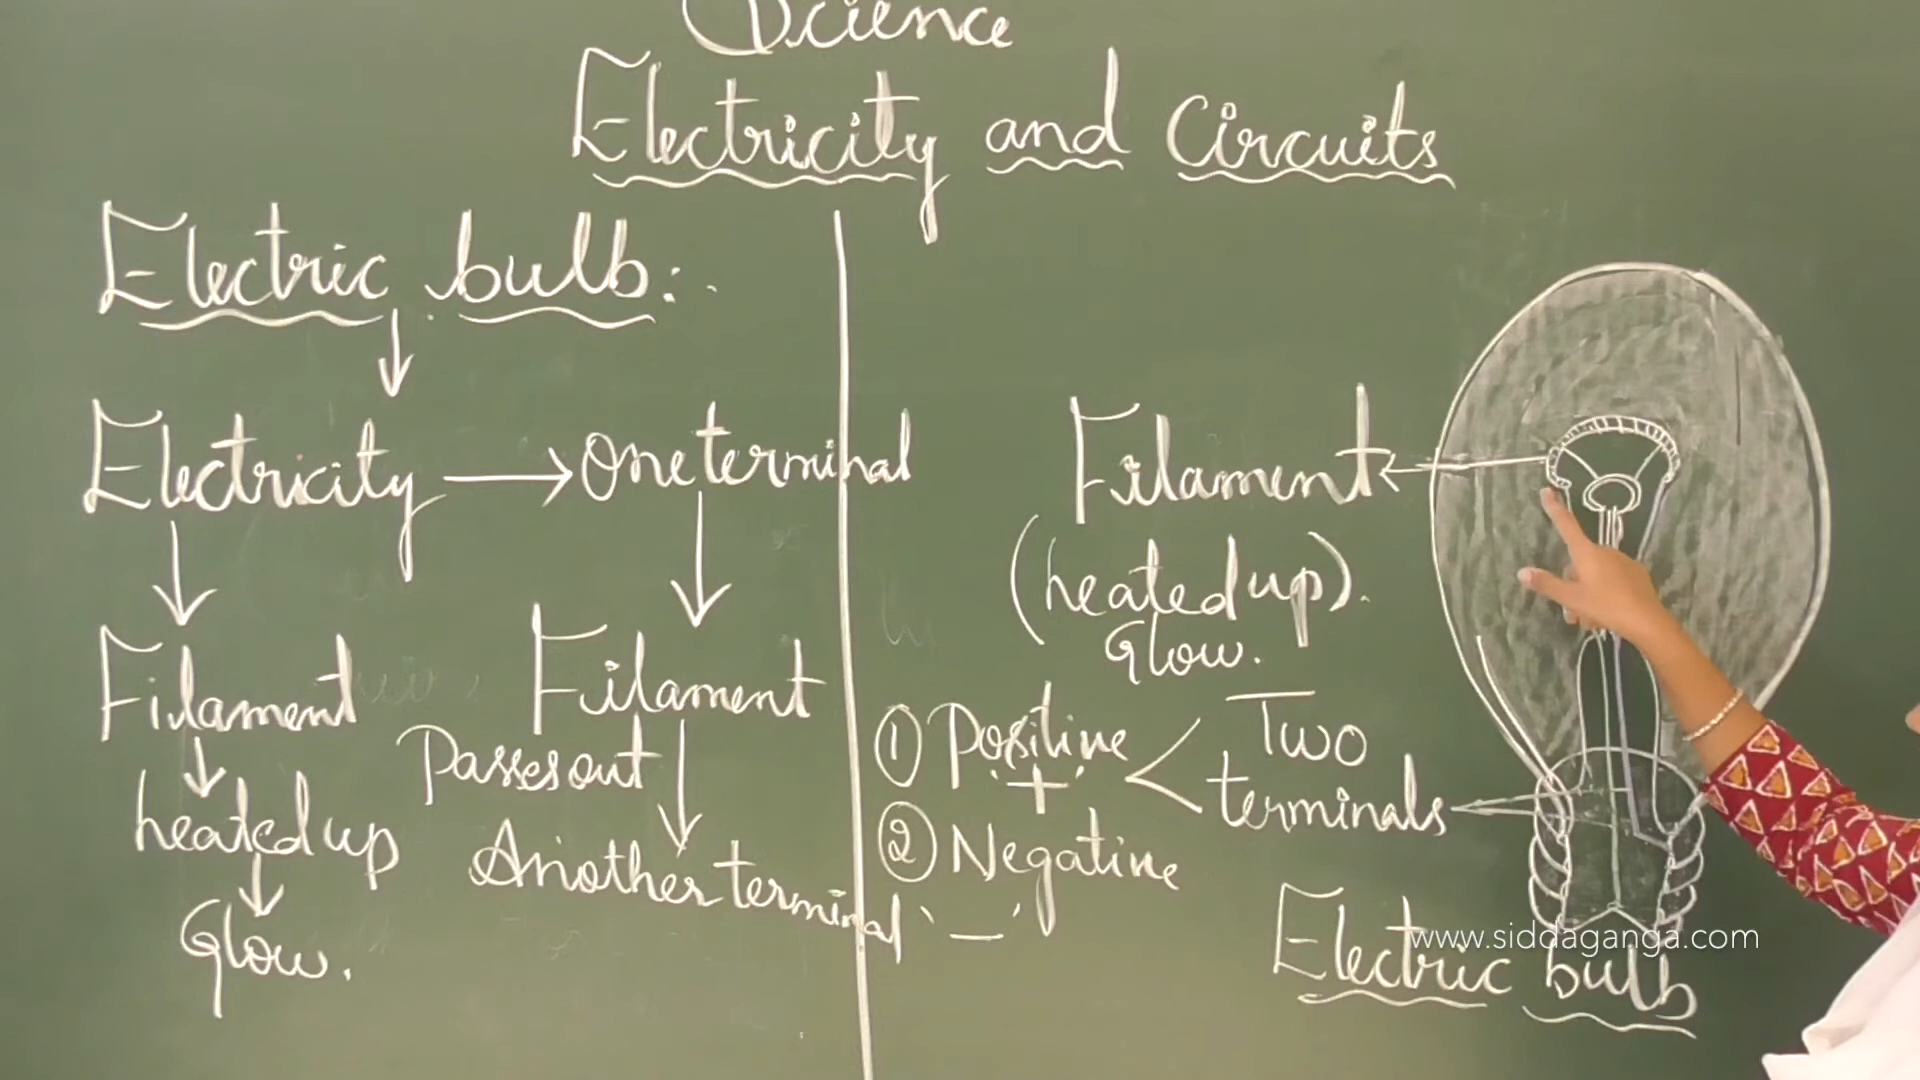 Science
Electricity and Circuits
Electric bulb:
Electricity → One terminal
Filament
heated up
Glow.
Filament
Passes out
Another terminal
Filament
(heated up).
Glow.
Two
terminals
① Positive
+
② Negative
' — '
Electric bulb
www.siddaganga.com